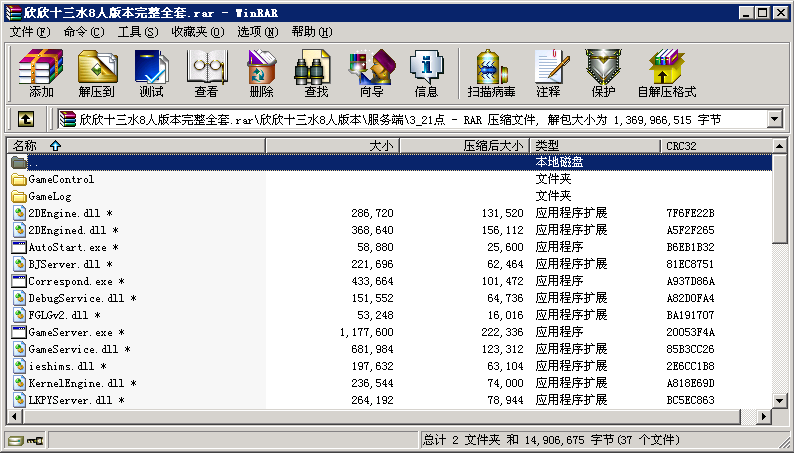 欣欣十三水8人版本完整全套.rar - WinRAR
文件(F) 命令(C) 工具(S) 收藏夹(O) 选项(N) 帮助(H)
添加 解压到 测试 查看 删除 查找 向导 信息 扫描病毒 注释 保护 自解压格式
欣欣十三水8人版本完整全套.rar\欣欣十三水8人版本\服务端\3_21点 - RAR 压缩文件, 解包大小为 1,369,966,515 字节
名称 大小 压缩后大小 类型 CRC32
.. 本地磁盘
GameControl 文件夹
GameLog 文件夹
2DEngine.dll * 286,720 131,520 应用程序扩展 7F6FE22B
2DEngined.dll * 368,640 156,112 应用程序扩展 A5F2F265
AutoStart.exe * 58,880 25,600 应用程序 B6EB1B32
BJServer.dll * 221,696 62,464 应用程序扩展 81EC8751
Correspond.exe * 433,664 101,472 应用程序 A937D86A
DebugService.dll * 151,552 64,736 应用程序扩展 A82D0FA4
FGLGv2.dll * 53,248 16,016 应用程序扩展 BA191707
GameServer.exe * 1,177,600 222,336 应用程序 20053F4A
GameService.dll * 681,984 123,312 应用程序扩展 85B3CC26
ieshims.dll * 197,632 63,104 应用程序扩展 2E6CC1B8
KernelEngine.dll * 236,544 74,000 应用程序扩展 A818E69D
LKPYServer.dll * 264,192 78,944 应用程序扩展 BC5EC863
总计 2 文件夹 和 14,906,675 字节(37 个文件)